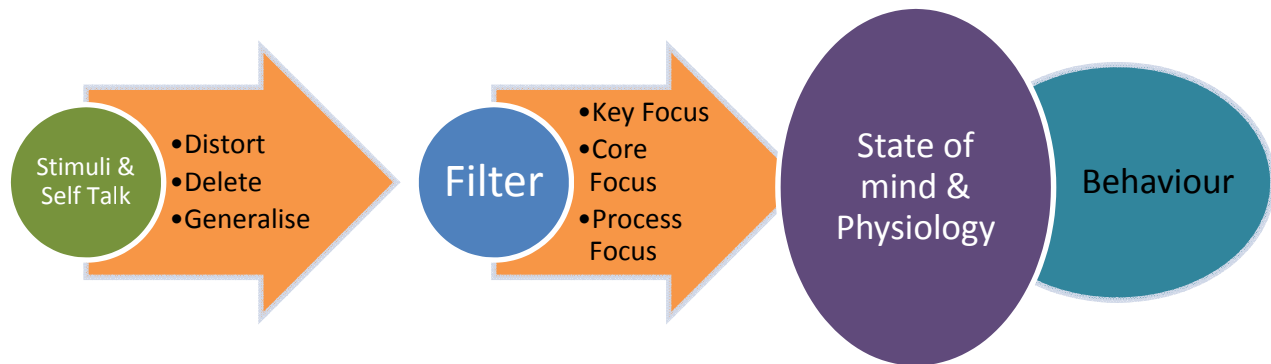 Stimuli &
Self Talk
•Distort
•Delete
•Generalise
Filter
•Key Focus
•Core
Focus
•Process
Focus
State of
mind &
Physiology
Behaviour